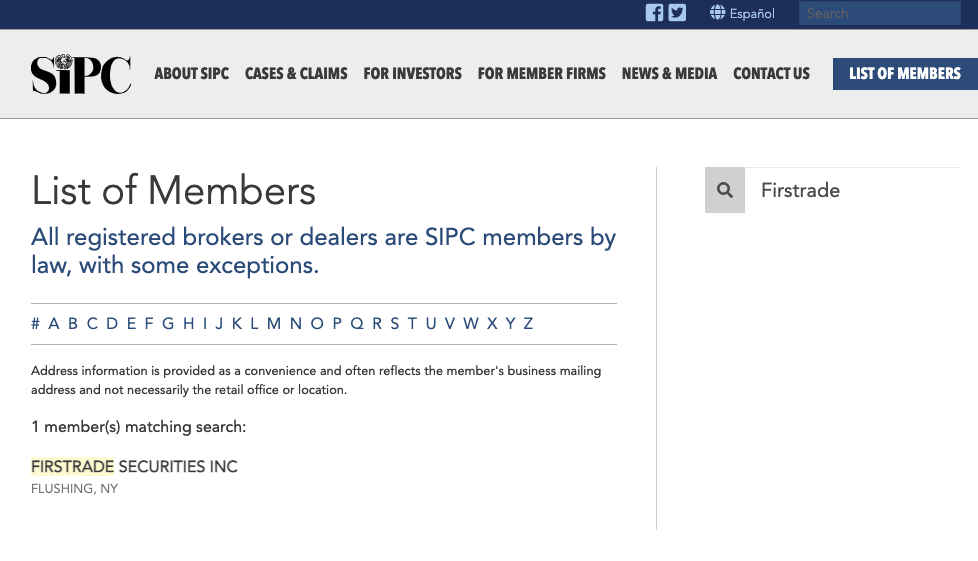 Español
Search
SIPC
ABOUT SIPC CASES & CLAIMS FOR INVESTORS FOR MEMBER FIRMS NEWS & MEDIA CONTACT US LIST OF MEMBERS
List of Members
All registered brokers or dealers are SIPC members by
law, with some exceptions.
# A B C D E F G H I J K L M N O P Q R S T U V W X Y Z
Address information is provided as a convenience and often reflects the member's business mailing
address and not necessarily the retail office or location.
1 member(s) matching search:
FIRSTRADE SECURITIES INC
FLUSHING, NY
Firstrade